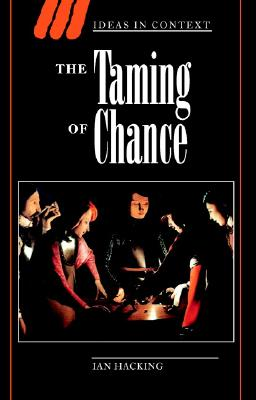 IDEAS IN CONTEXT
THE Taming
OF Chance
IAN HACKING